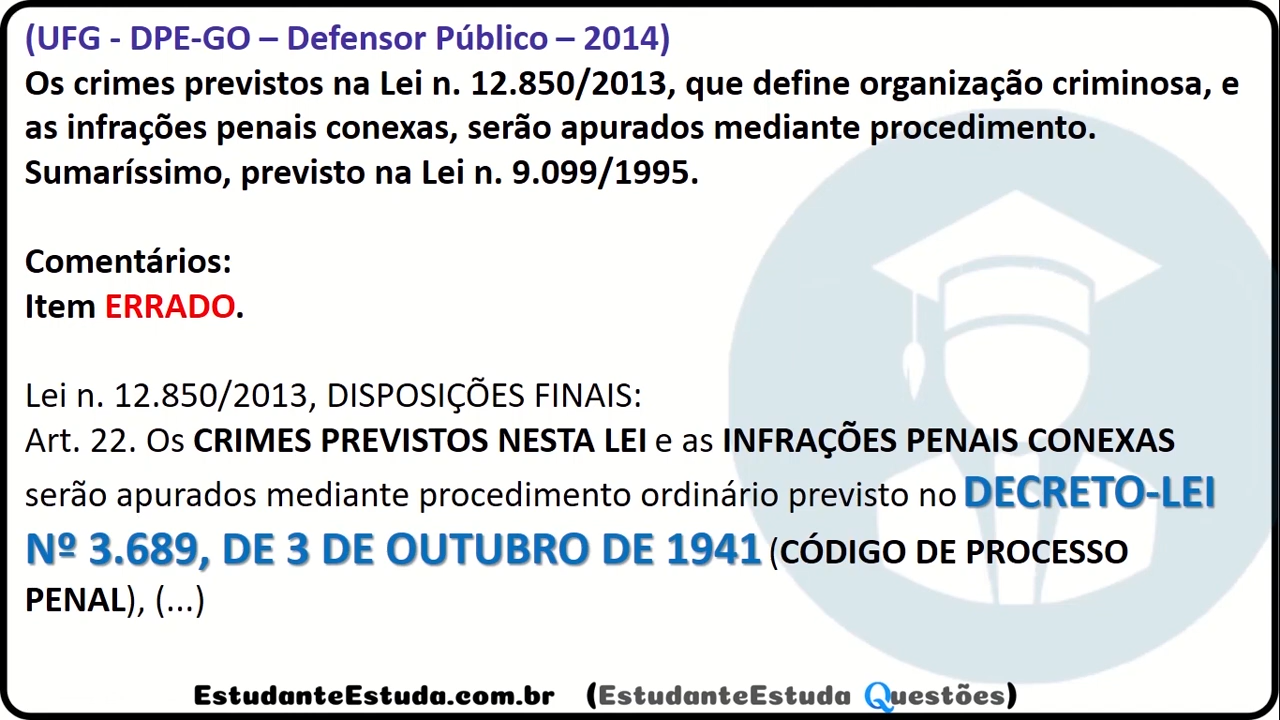 (UFG - DPE-GO – Defensor Público – 2014)
Os crimes previstos na Lei n. 12.850/2013, que define organização criminosa, e
as infrações penais conexas, serão apurados mediante procedimento.
Sumaríssimo, previsto na Lei n. 9.099/1995.
Comentários:
Item ERRADO.
Lei n. 12.850/2013, DISPOSIÇÕES FINAIS:
Art. 22. Os CRIMES PREVISTOS NESTA LEI e as INFRAÇÕES PENAIS CONEXAS
serão apurados mediante procedimento ordinário previsto no DECRETO-LEI
Nº 3.689, DE 3 DE OUTUBRO DE 1941 (CÓDIGO DE PROCESSO
PENAL), (...)
EstudanteEstuda.com.br (EstudanteEstuda Questões)